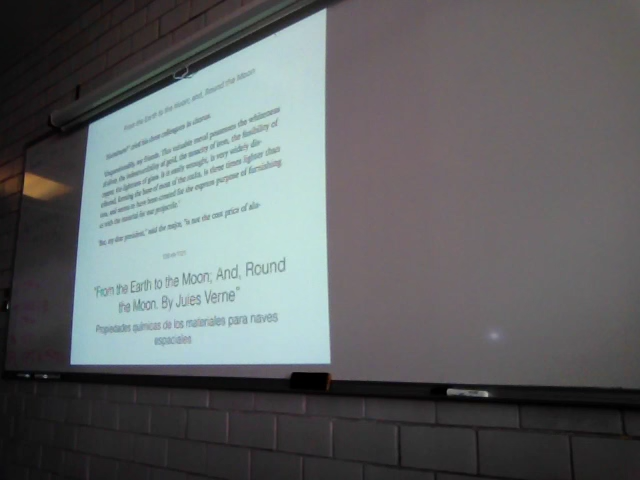 From the Earth to the Moon; and, Round the Moon
cried his three colleagues in chorus.
"Unquestionably, my friends. This valuable metal possesses the whiteness
of silver, the indestructibility of gold, the tenacity of iron, the fusibility of
copper, the lightness of glass. It is easily wrought, is very widely dis-
tributed, forming the base of most of the rocks, is three times lighter than
iron, and seems to have been created for the express purpose of furnishing
us with the material for our projectile."
"But, my dear president," said the major, "is not the cost price of alu-
"From the Earth to the Moon; And, Round
the Moon. By Jules Verne"
Propiedades químicas de los materiales para naves
espaciales